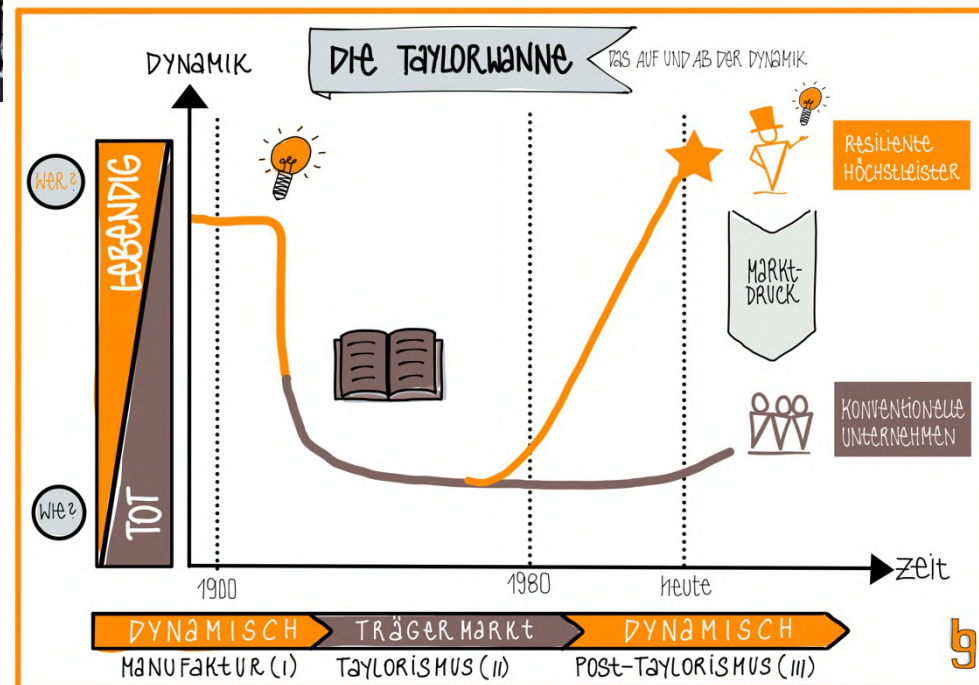 DIE TAYLORWANNE
DAS AUF UND AB DER DYNAMIK
DYNAMIK
WER?
LEBENDIG
TOT
WIE?
RESILIENTE
HÖCHSTLEISTER
MARKT-
DRUCK
KONVENTIONELLE
UNTERNEHMEN
1900
1980
heute
ZEIT
DYNAMISCH
TRÄGER MARKT
DYNAMISCH
MANUFAKTUR (I)
TAYLORISMUS (II)
POST-TAYLORISMUS (III)
bg